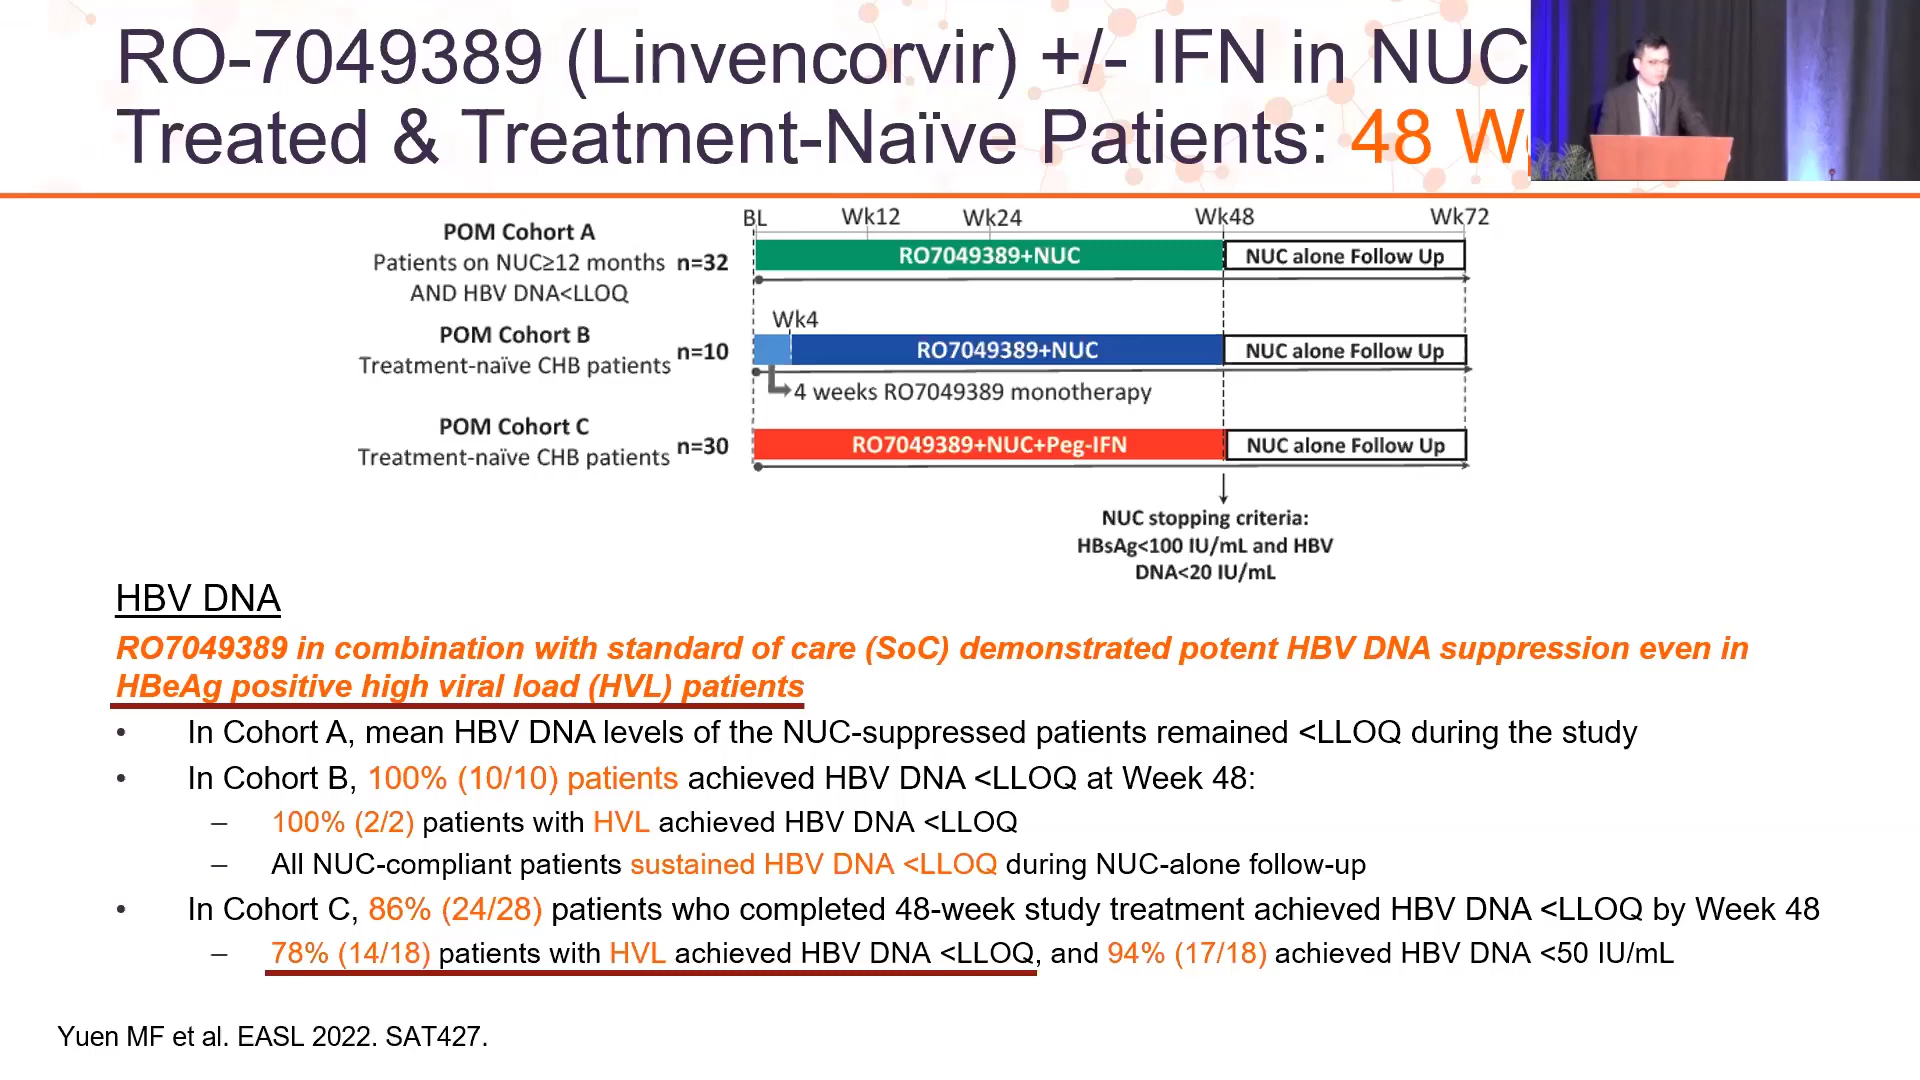 RO-7049389 (Linvencorvir) +/- IFN in NUC
Treated & Treatment-Naïve Patients: 48
BL Wk12 Wk24 Wk48 Wk72
POM Cohort A
Patients on NUC≥12 months n=32
AND HBV DNA<LLOQ
RO7049389+NUC NUC alone Follow Up
Wk4
POM Cohort B
Treatment-naïve CHB patients n=10
RO7049389+NUC NUC alone Follow Up
4 weeks RO7049389 monotherapy
POM Cohort C
Treatment-naïve CHB patients n=30
RO7049389+NUC+Peg-IFN NUC alone Follow Up
NUC stopping criteria:
HBsAg<100 IU/mL and HBV
DNA<20 IU/mL
HBV DNA
RO7049389 in combination with standard of care (SoC) demonstrated potent HBV DNA suppression even in
HBeAg positive high viral load (HVL) patients
• In Cohort A, mean HBV DNA levels of the NUC-suppressed patients remained <LLOQ during the study
• In Cohort B, 100% (10/10) patients achieved HBV DNA <LLOQ at Week 48:
– 100% (2/2) patients with HVL achieved HBV DNA <LLOQ
– All NUC-compliant patients sustained HBV DNA <LLOQ during NUC-alone follow-up
• In Cohort C, 86% (24/28) patients who completed 48-week study treatment achieved HBV DNA <LLOQ by Week 48
– 78% (14/18) patients with HVL achieved HBV DNA <LLOQ, and 94% (17/18) achieved HBV DNA <50 IU/mL
Yuen MF et al. EASL 2022. SAT427.